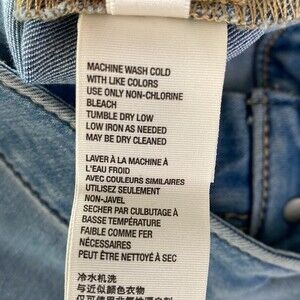 MACHINE WASH COLD
WITH LIKE COLORS
USE ONLY NON-CHLORINE
BLEACH
TUMBLE DRY LOW
LOW IRON AS NEEDED
MAY BE DRY CLEANED
LAVER À LA MACHINE À
L'EAU FROID
AVEC COULEURS SIMILAIRES
UTILISEZ SEULEMENT
NON-JAVEL
SECHER PAR CULBUTAGE À
BASSE TEMPÉRATURE
FAIBLE COMME FER
NÉCESSAIRES
PEUT ÊTRE NETTOYÉ À SEC
冷水机洗
与近似颜色衣物